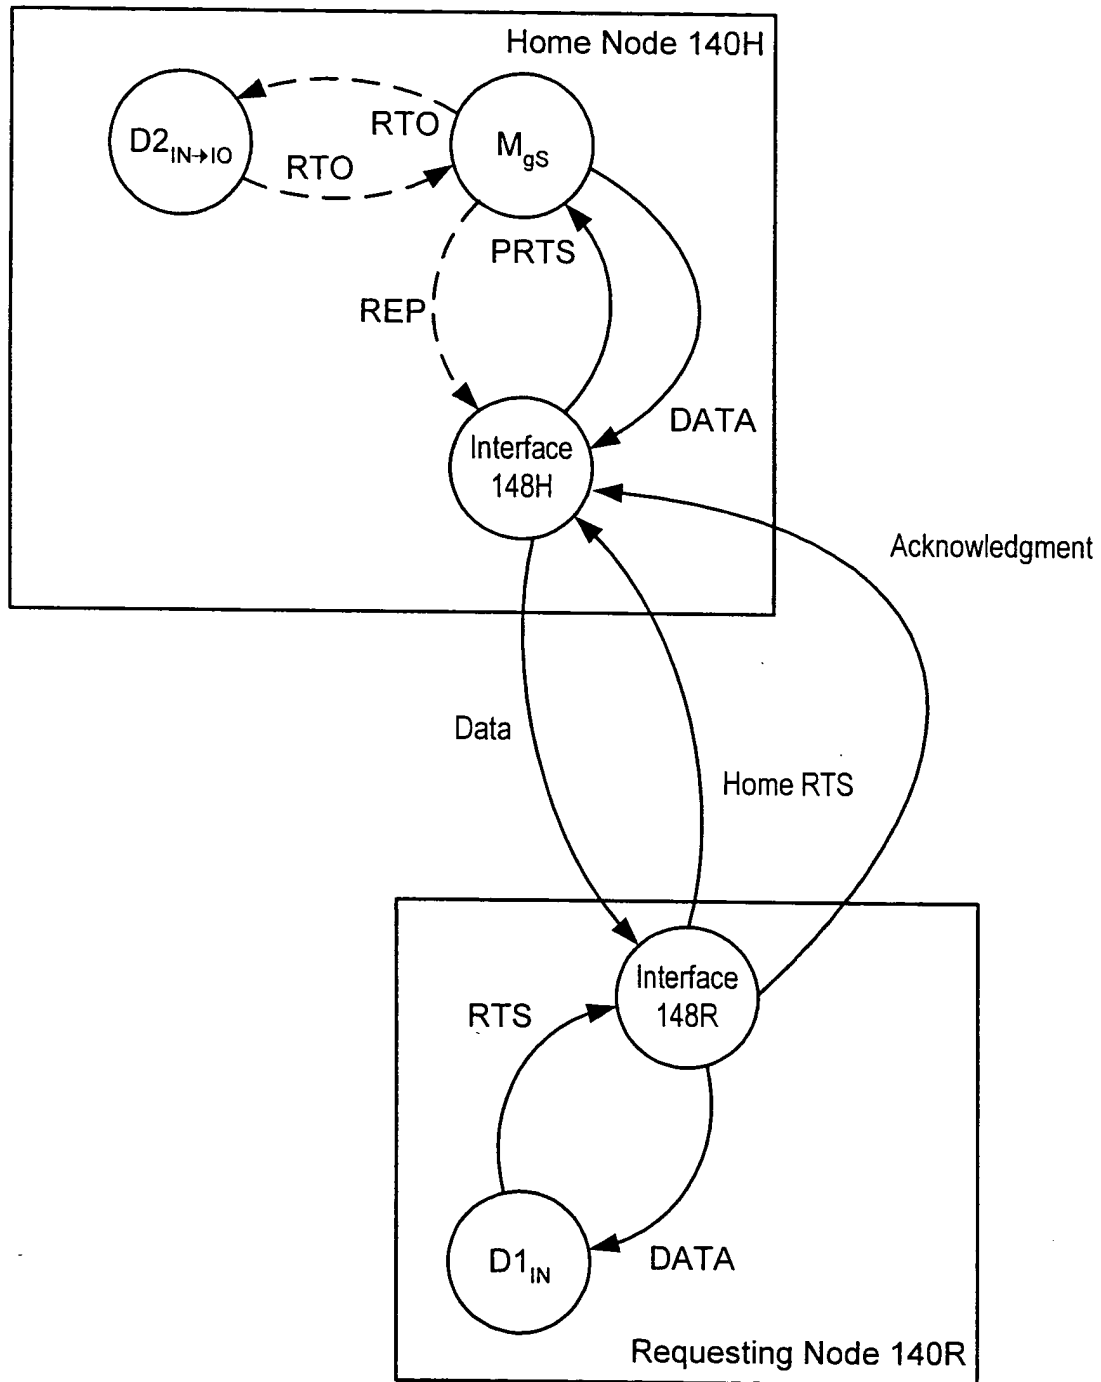 Home Node 140H
RTO
D2IN→IO
MgS
RTO
PRTS
REP
DATA
Interface
148H
Acknowledgment
Data
Home RTS
Interface
148R
RTS
D1IN
DATA
Requesting Node 140R